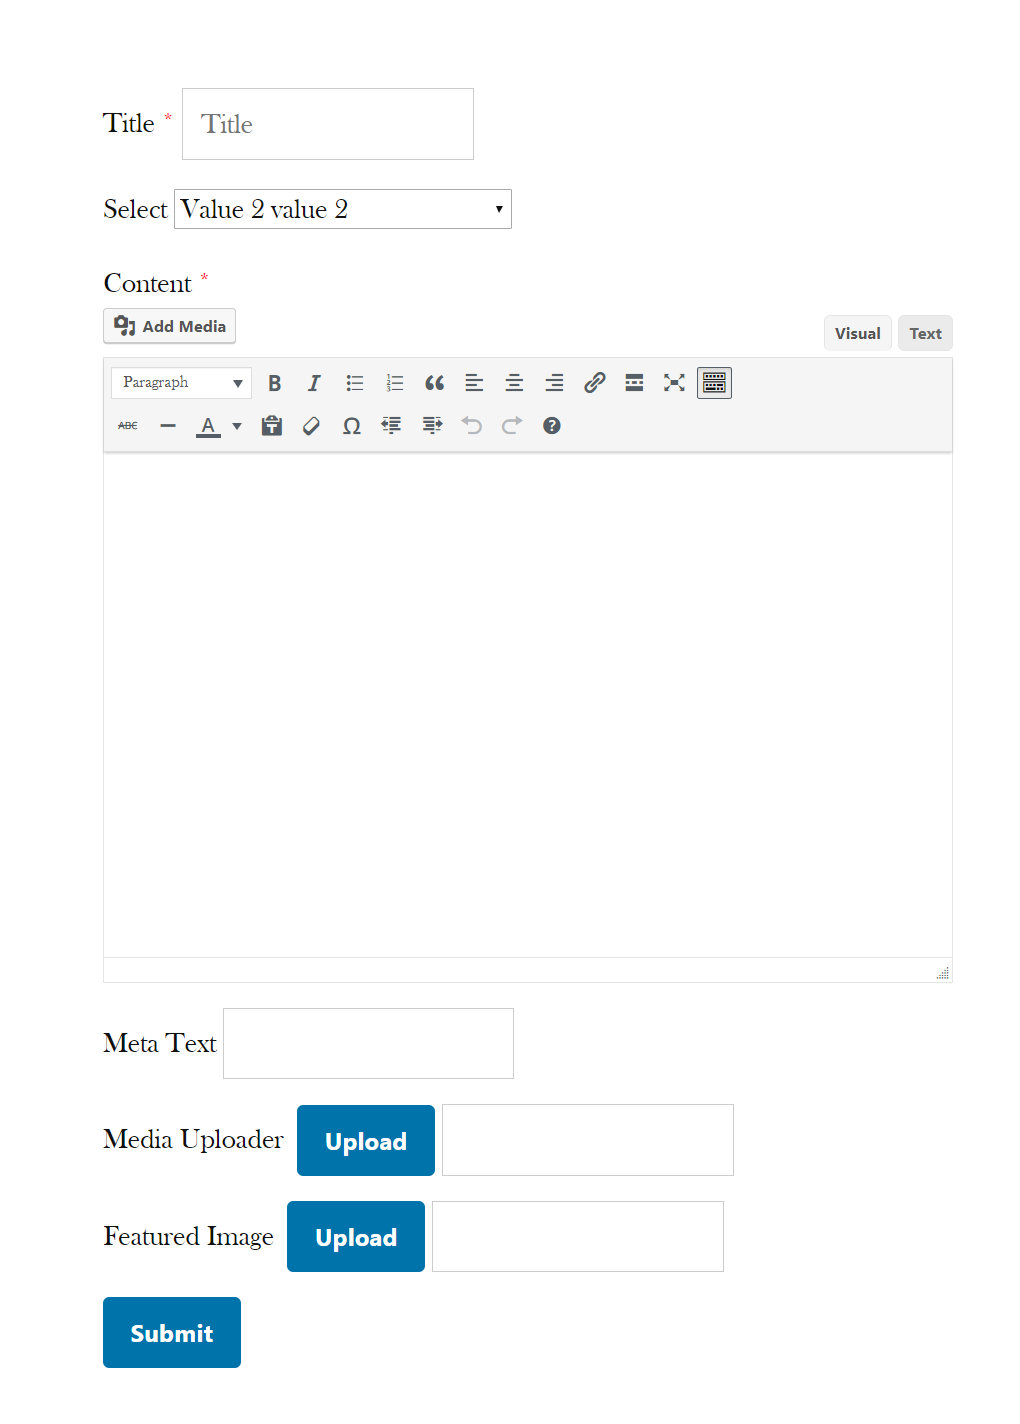 Title * Title
Select Value 2 value 2
Content *
Add Media
Visual Text
Paragraph B I
ABC A Ω
Meta Text
Media Uploader Upload
Featured Image Upload
Submit